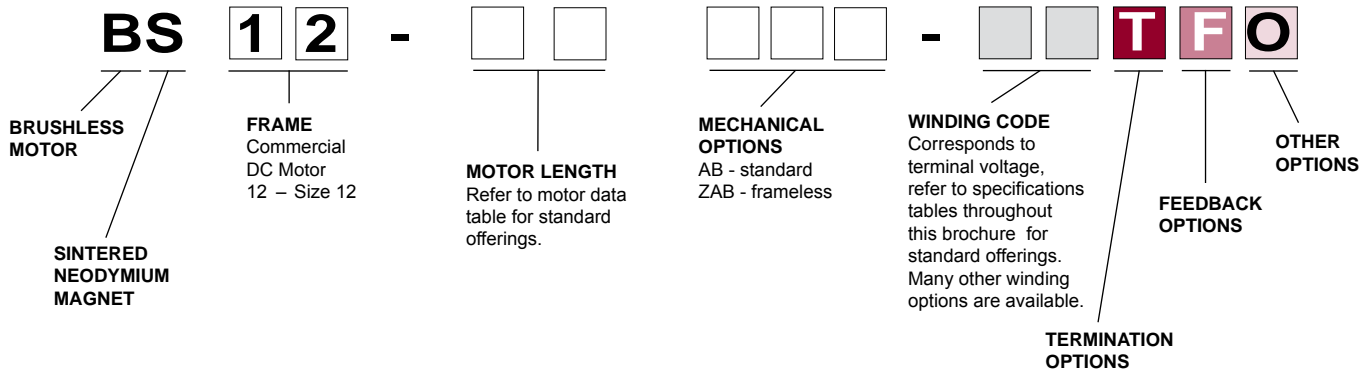 BS 12 - - TFO
BRUSHLESS
MOTOR
SINTERED
NEODYMIUM
MAGNET
FRAME
Commercial
DC Motor
12 – Size 12
MOTOR LENGTH
Refer to motor data
table for standard
offerings.
MECHANICAL
OPTIONS
AB - standard
ZAB - frameless
WINDING CODE
Corresponds to
terminal voltage,
refer to specifications
tables throughout
this brochure for
standard offerings.
Many other winding
options are available.
TERMINATION
OPTIONS
FEEDBACK
OPTIONS
OTHER
OPTIONS